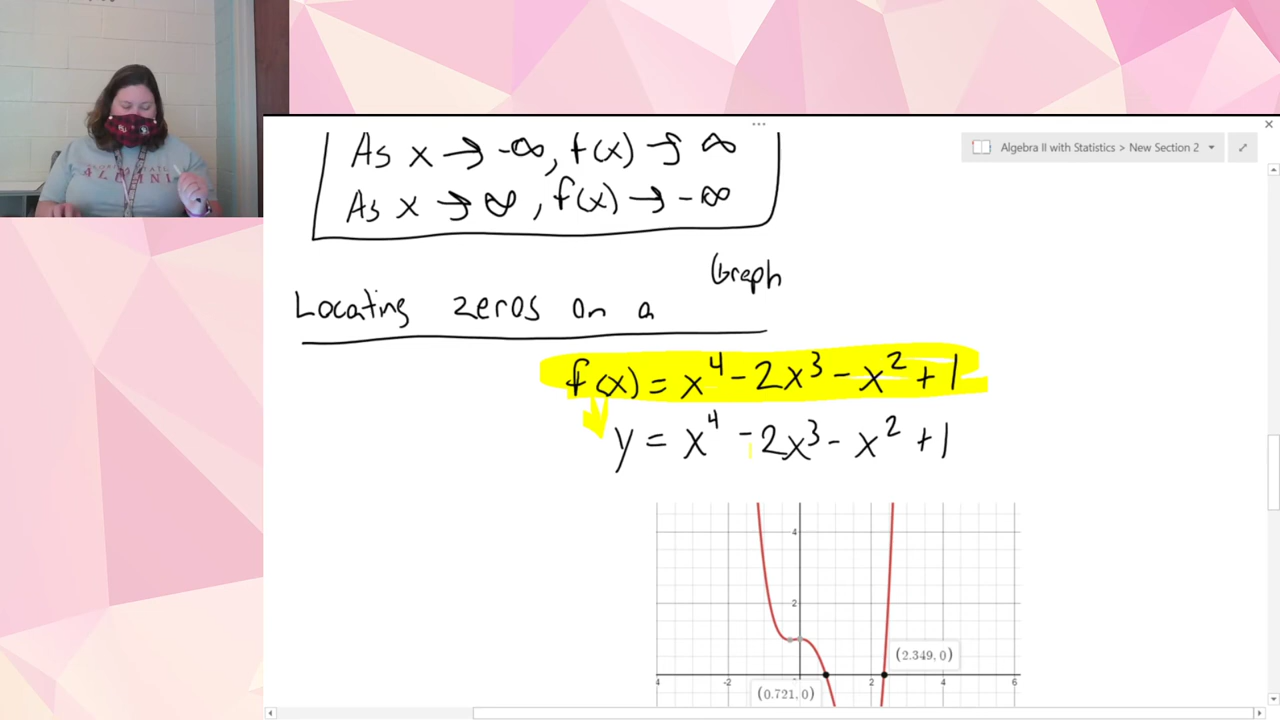 ALUMNI
Algebra II with Statistics > New Section 2
As x → -∞, f(x) → ∞
As x → ∞, f(x) → -∞
Graph
Locating zeros on a
f(x) = x⁴ - 2x³ - x² + 1
y = x⁴ - 2x³ - x² + 1
4
2
(2.349, 0)
4 -2 2 4 6
(0.721, 0)